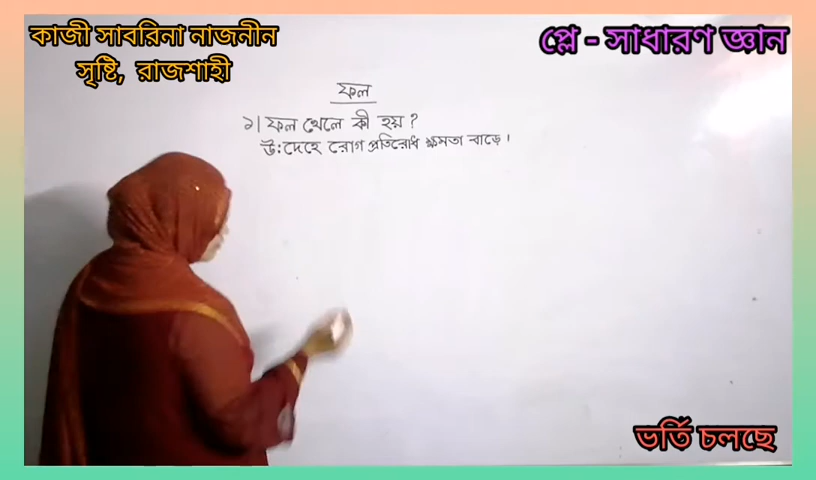 কাজী সাবরিনা নাজনীন
সৃষ্টি, রাজশাহী
প্লে - সাধারণ জ্ঞান
ফল
১। ফল খেলে কী হয় ?
উ: দেহে রোগ প্রতিরোধ ক্ষমতা বাড়ে।
ভর্তি চলছে